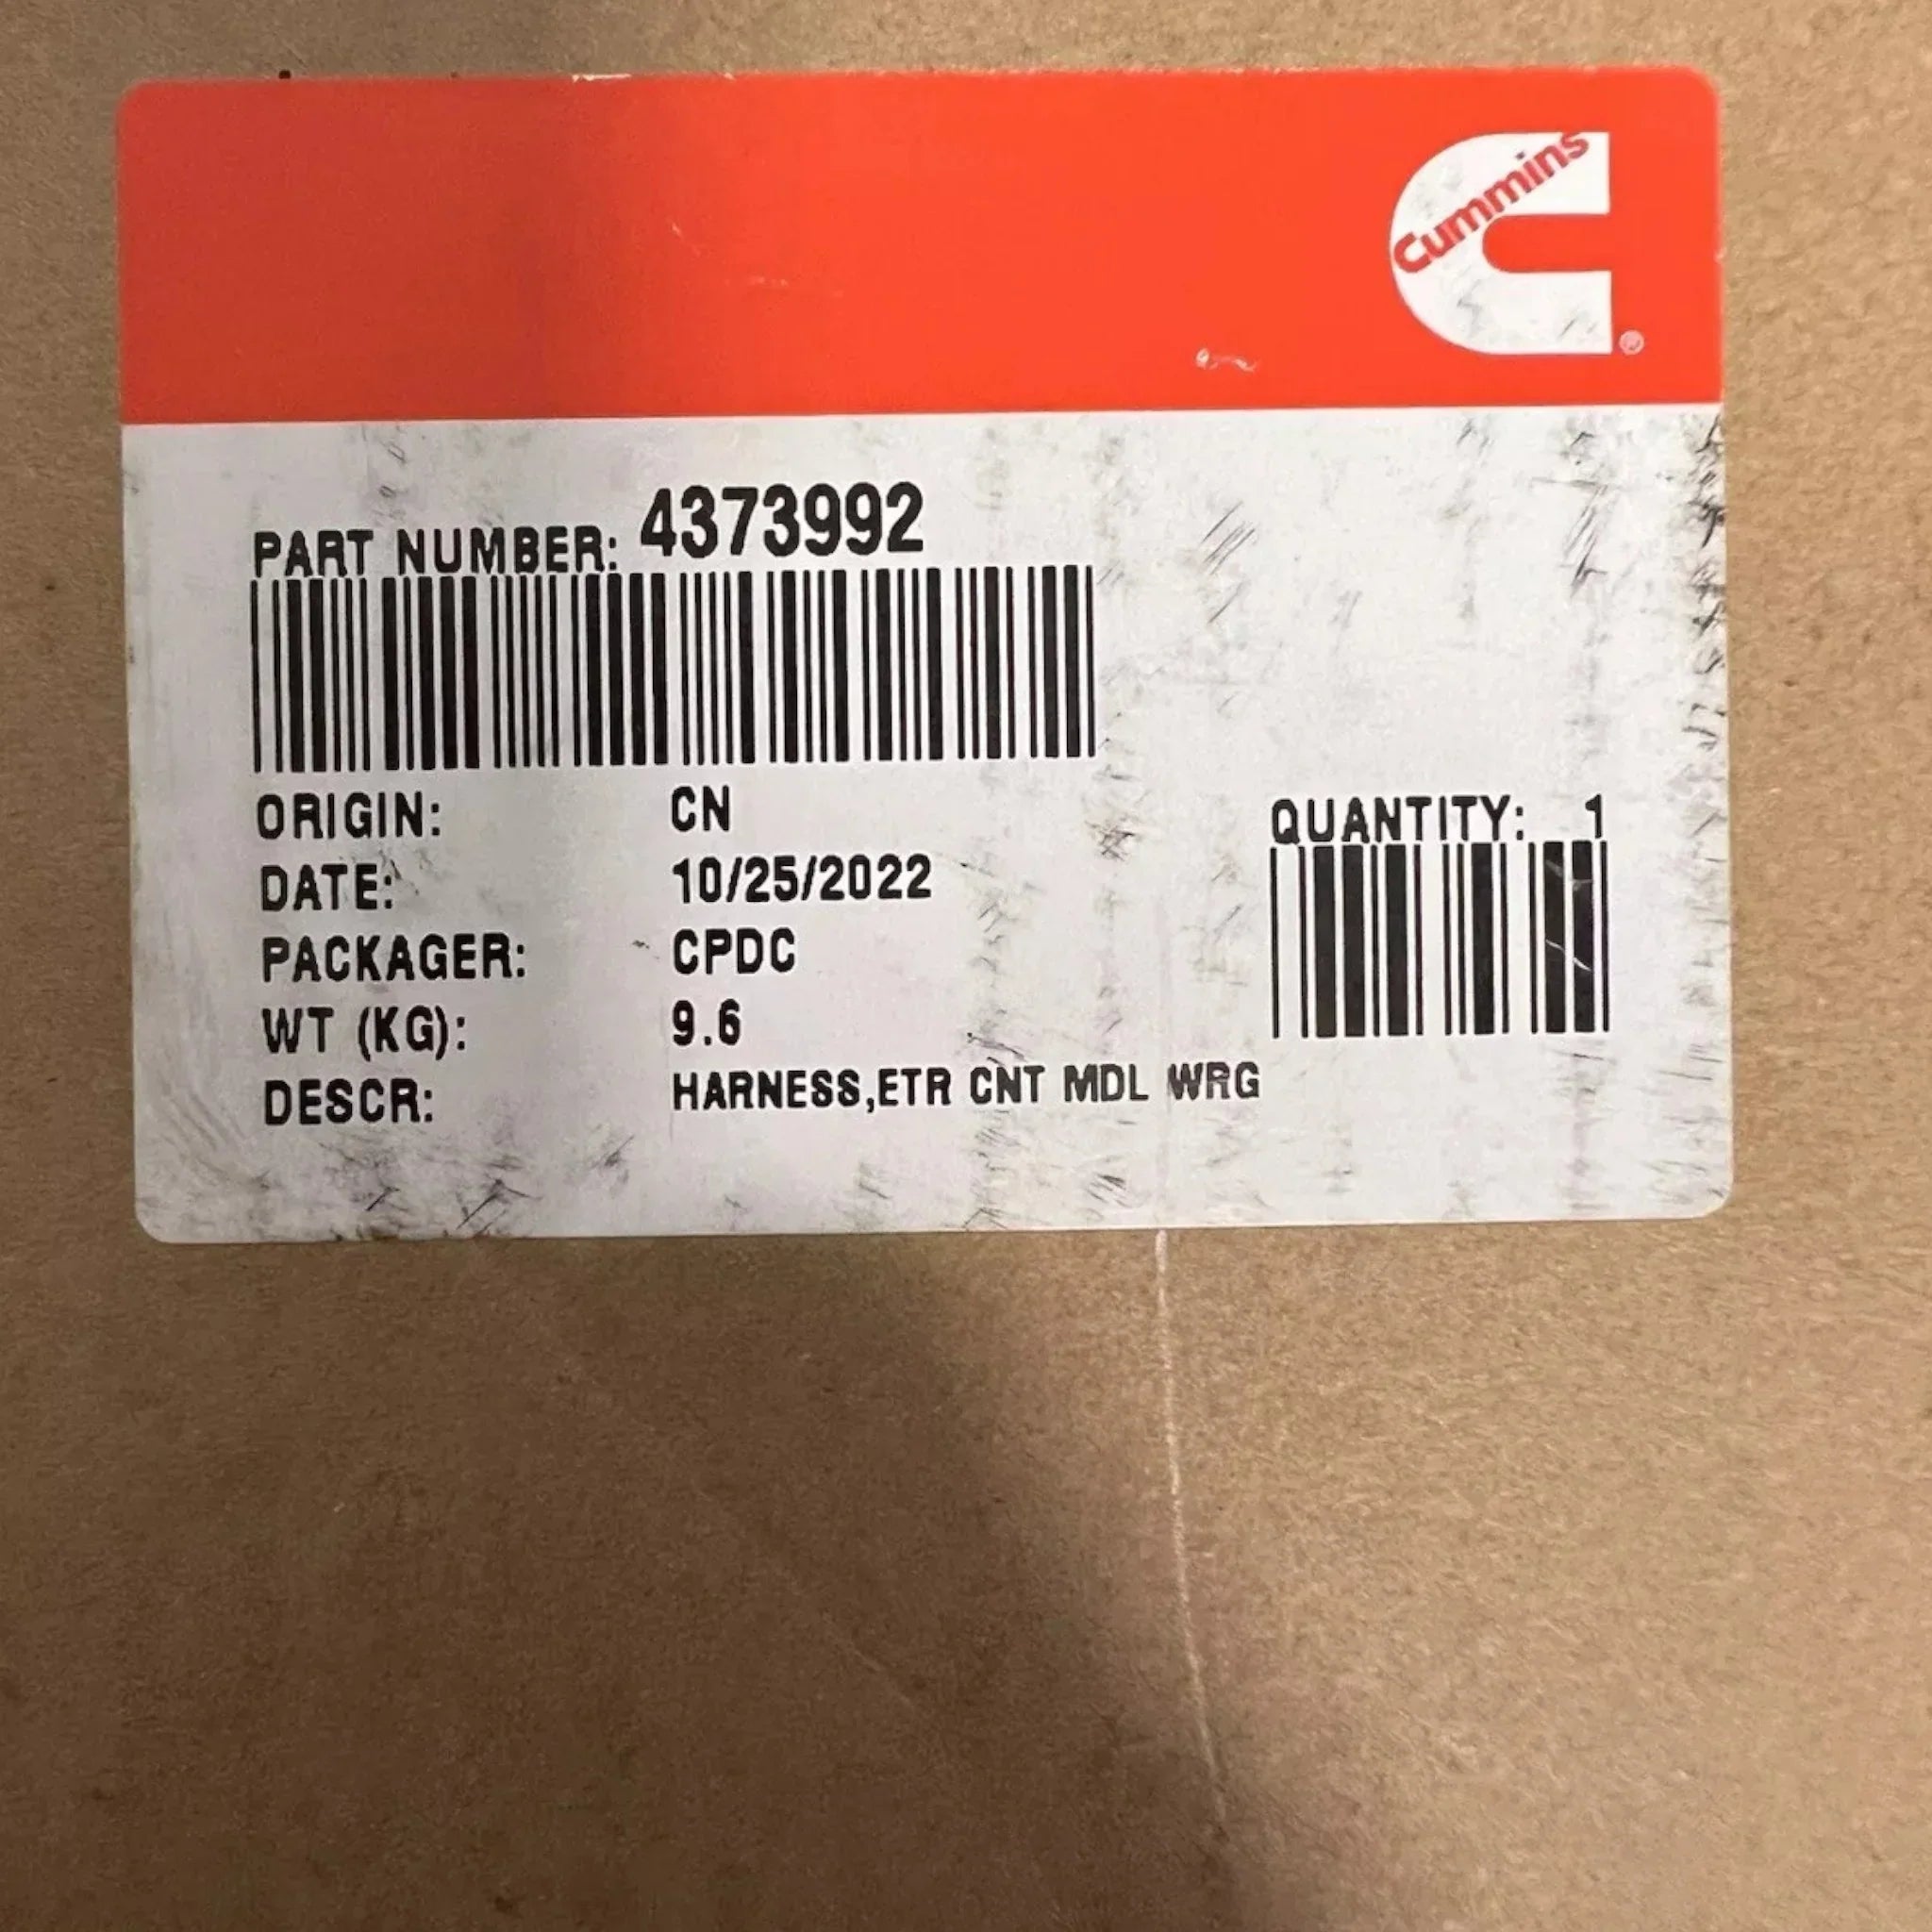 Cummins
®
PART NUMBER: 4373992
ORIGIN: CN
QUANTITY: 1
DATE: 10/25/2022
PACKAGER: CPDC
WT (KG): 9.6
DESCR: HARNESS,ETR CNT MDL WRG